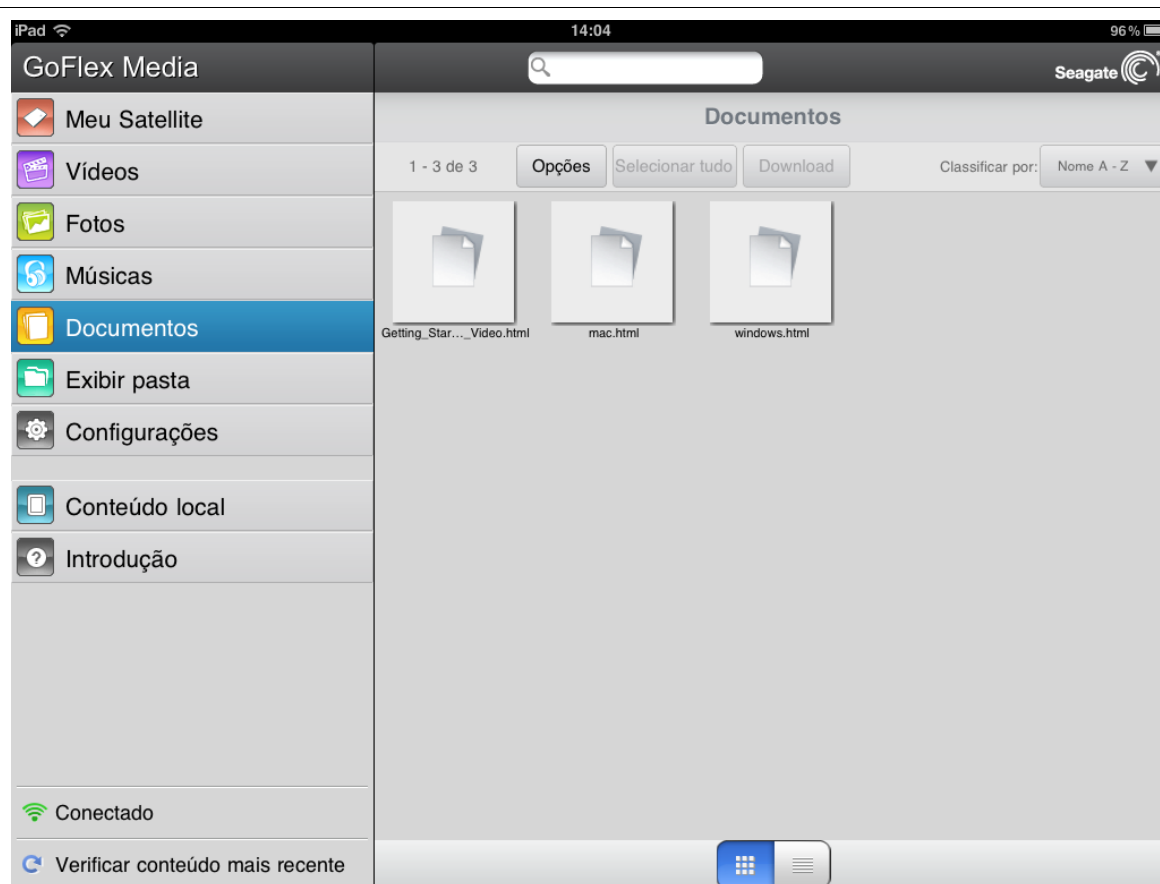 iPad 14:04 96%
GoFlex Media
Seagate
Meu Satellite
Vídeos
Fotos
Músicas
Documentos
Exibir pasta
Configurações
Conteúdo local
Introdução
Conectado
Verificar conteúdo mais recente
Documentos
1 - 3 de 3 Opções Selecionar tudo Download Classificar por: Nome A - Z
Getting_Star..._Video.html mac.html windows.html